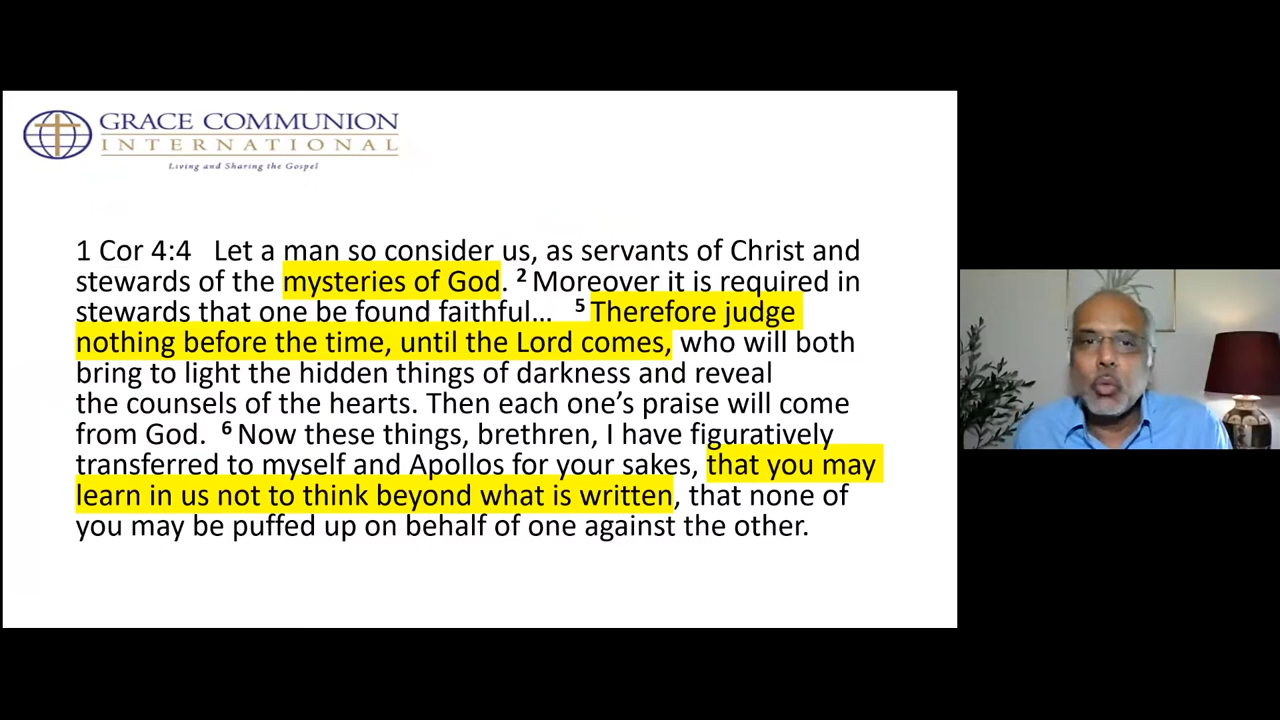 GRACE COMMUNION
INTERNATIONAL
Living and Sharing the Gospel
1 Cor 4:4 Let a man so consider us, as servants of Christ and
stewards of the mysteries of God. ² Moreover it is required in
stewards that one be found faithful… ⁵ Therefore judge
nothing before the time, until the Lord comes, who will both
bring to light the hidden things of darkness and reveal
the counsels of the hearts. Then each one’s praise will come
from God. ⁶ Now these things, brethren, I have figuratively
transferred to myself and Apollos for your sakes, that you may
learn in us not to think beyond what is written, that none of
you may be puffed up on behalf of one against the other.